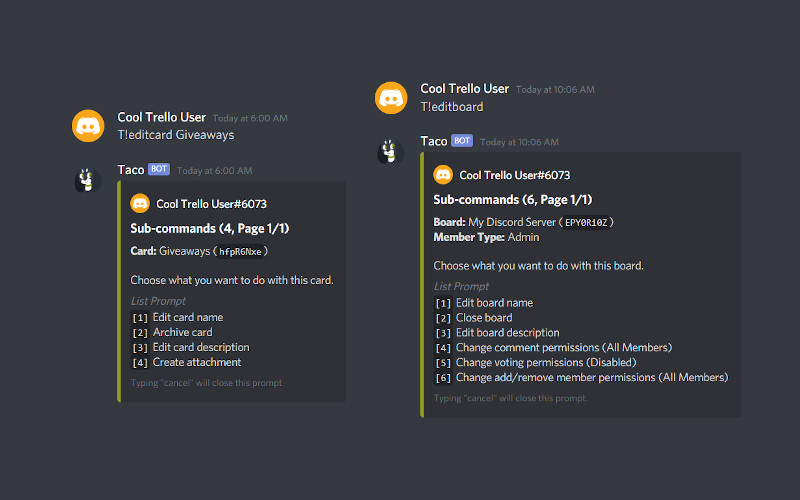 Cool Trello User Today at 6:00 AM
T!editcard Giveaways
Taco BOT Today at 6:00 AM
Cool Trello User#6073
Sub-commands (4, Page 1/1)
Card: Giveaways (hfpR6Nxe)
Choose what you want to do with this card.
List Prompt
[1] Edit card name
[2] Archive card
[3] Edit card description
[4] Create attachment
Typing "cancel" will close this prompt.
Cool Trello User Today at 10:06 AM
T!editboard
Taco BOT Today at 10:06 AM
Cool Trello User#6073
Sub-commands (6, Page 1/1)
Board: My Discord Server (EPY0Ri0Z)
Member Type: Admin
Choose what you want to do with this board.
List Prompt
[1] Edit board name
[2] Close board
[3] Edit board description
[4] Change comment permissions (All Members)
[5] Change voting permissions (Disabled)
[6] Change add/remove member permissions (All Members)
Typing "cancel" will close this prompt.